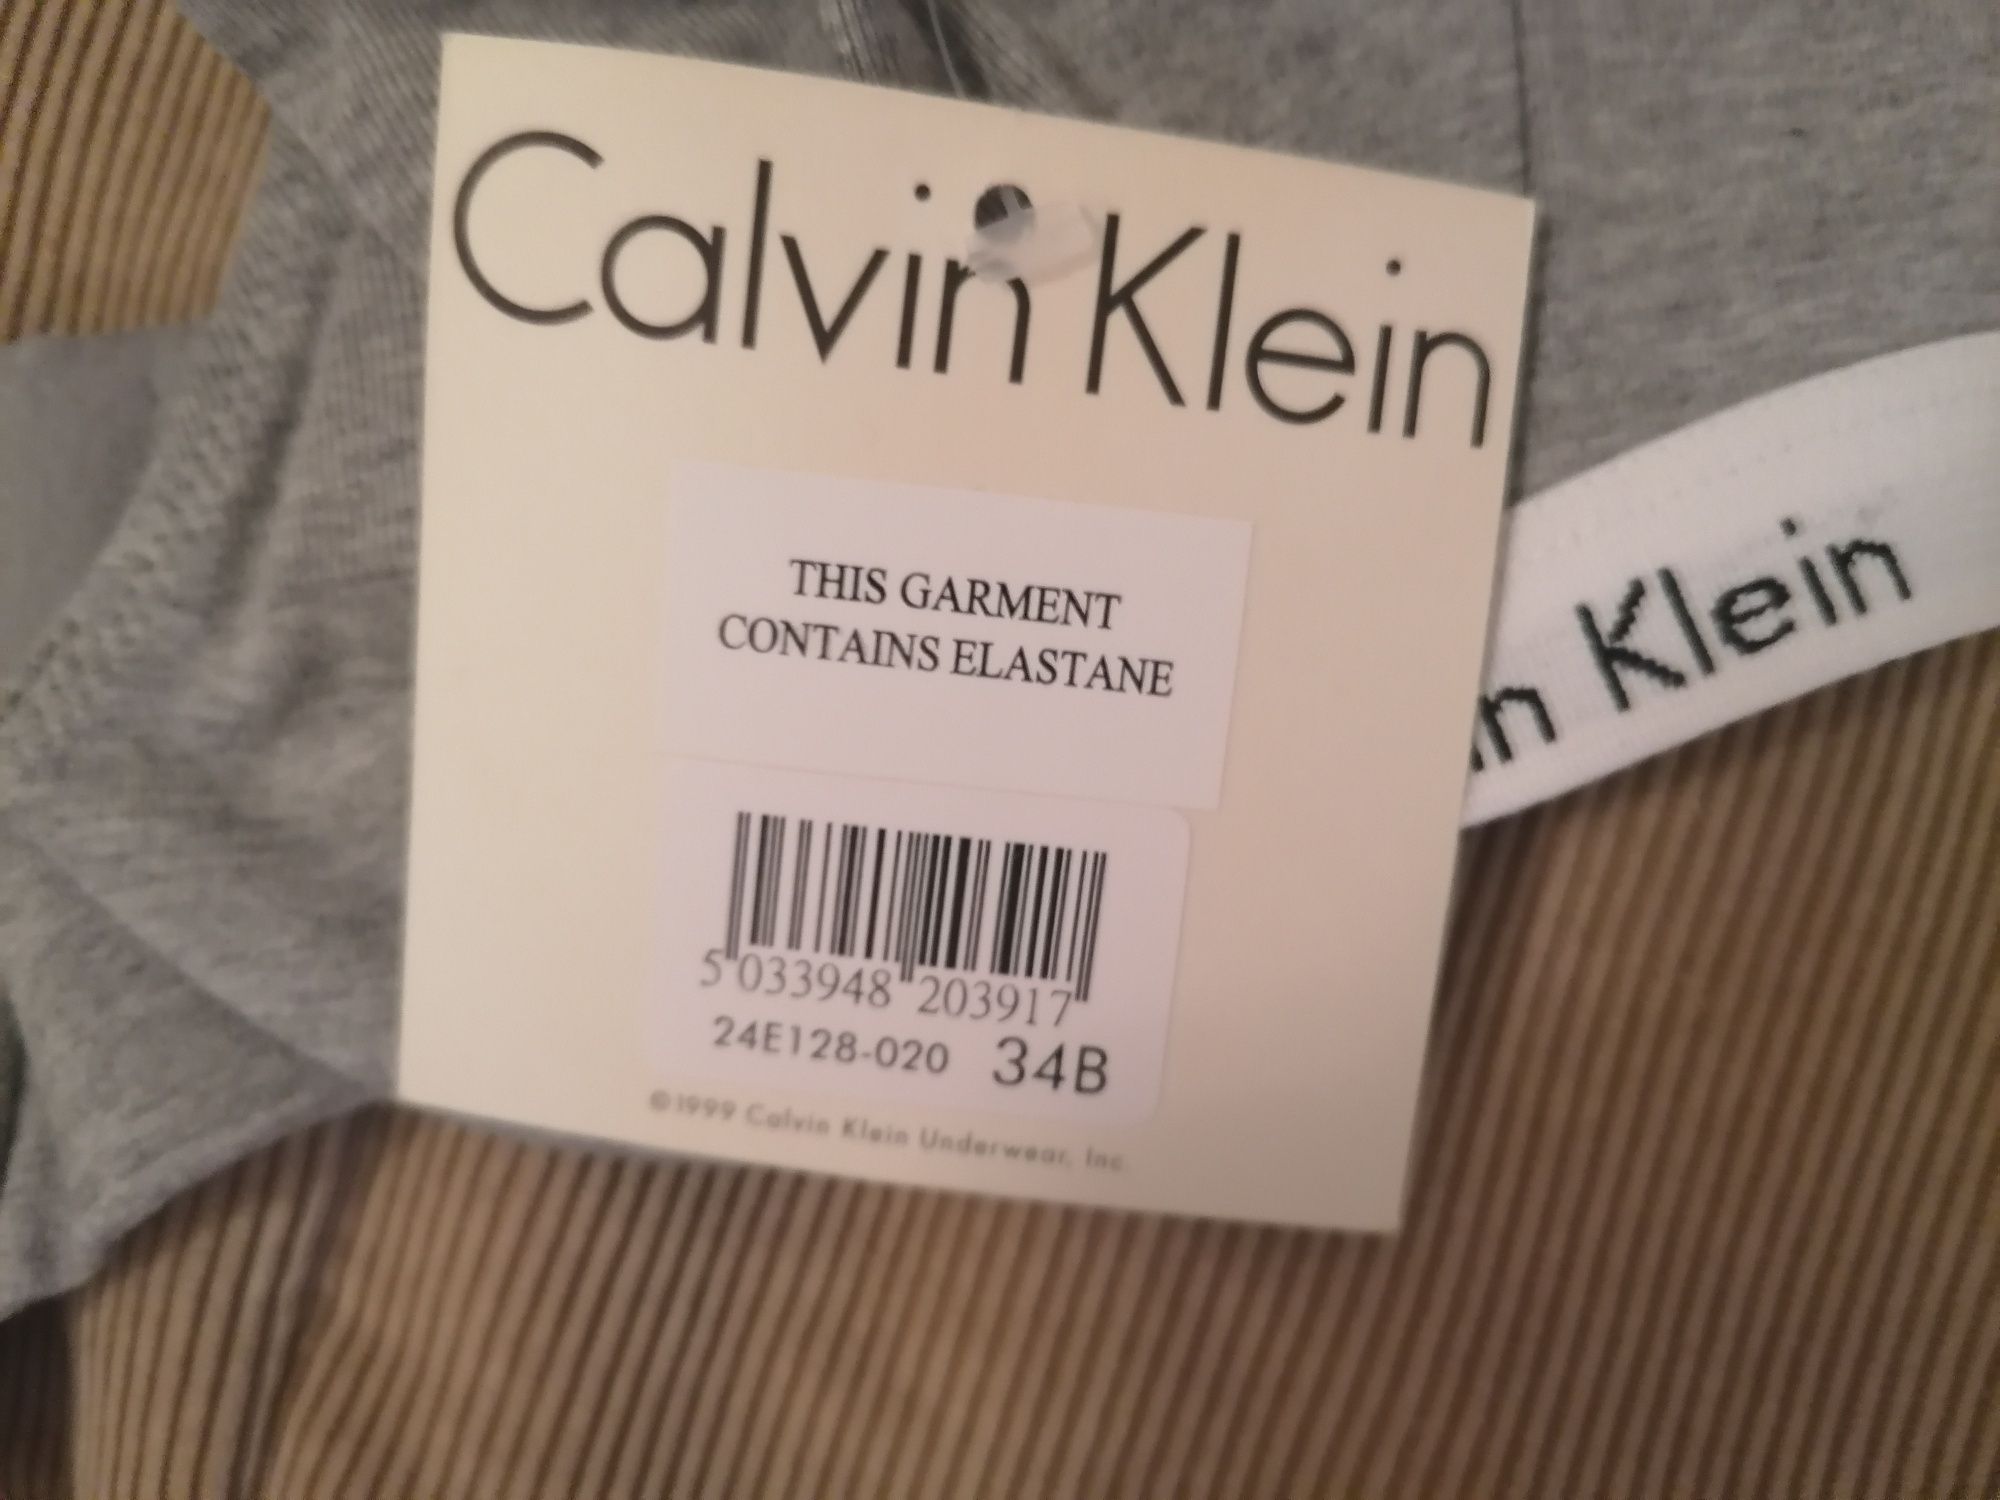 Calvin Klein
THIS GARMENT
CONTAINS ELASTANE
5 033948 203917
24E128-020 34B
©1999 Calvin Klein Underwear, Inc.
in Klein